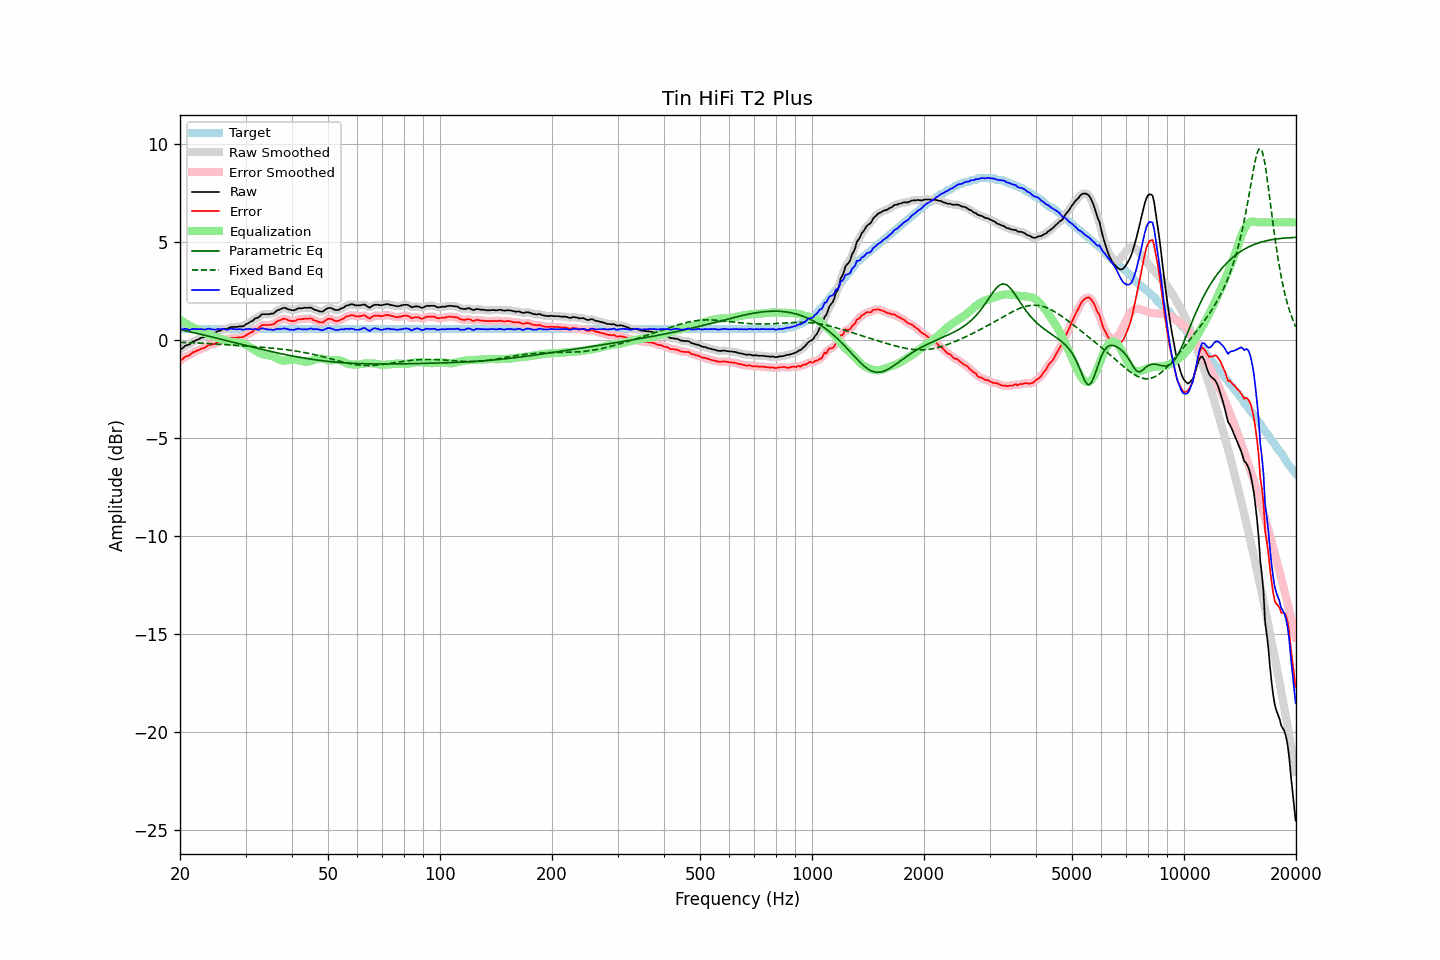 Tin HiFi T2 Plus
Target
Raw Smoothed
Error Smoothed
Raw
Error
Equalization
Parametric Eq
Fixed Band Eq
Equalized
10
5
0
−5
−10
−15
−20
−25
Amplitude (dBr)
20 50 100 200 500 1000 2000 5000 10000 20000
Frequency (Hz)